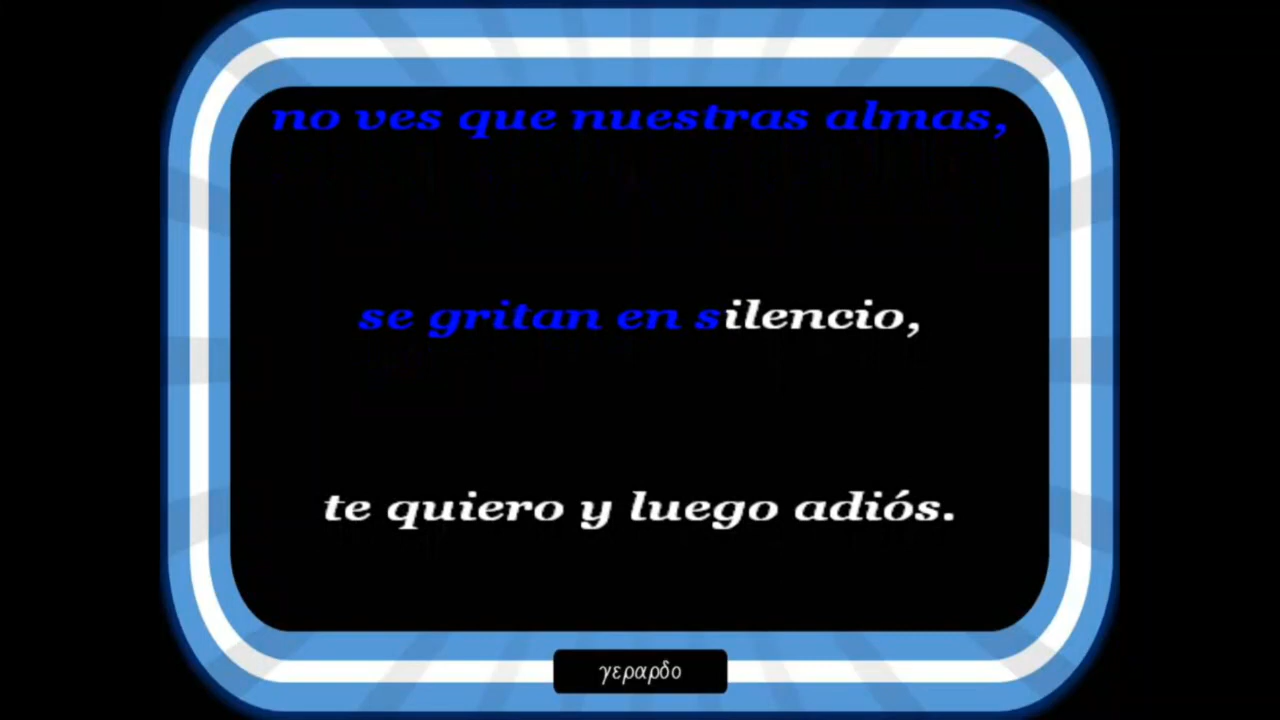 no ves que nuestras almas,
se gritan en silencio,
te quiero y luego adiós.
γεραρδο